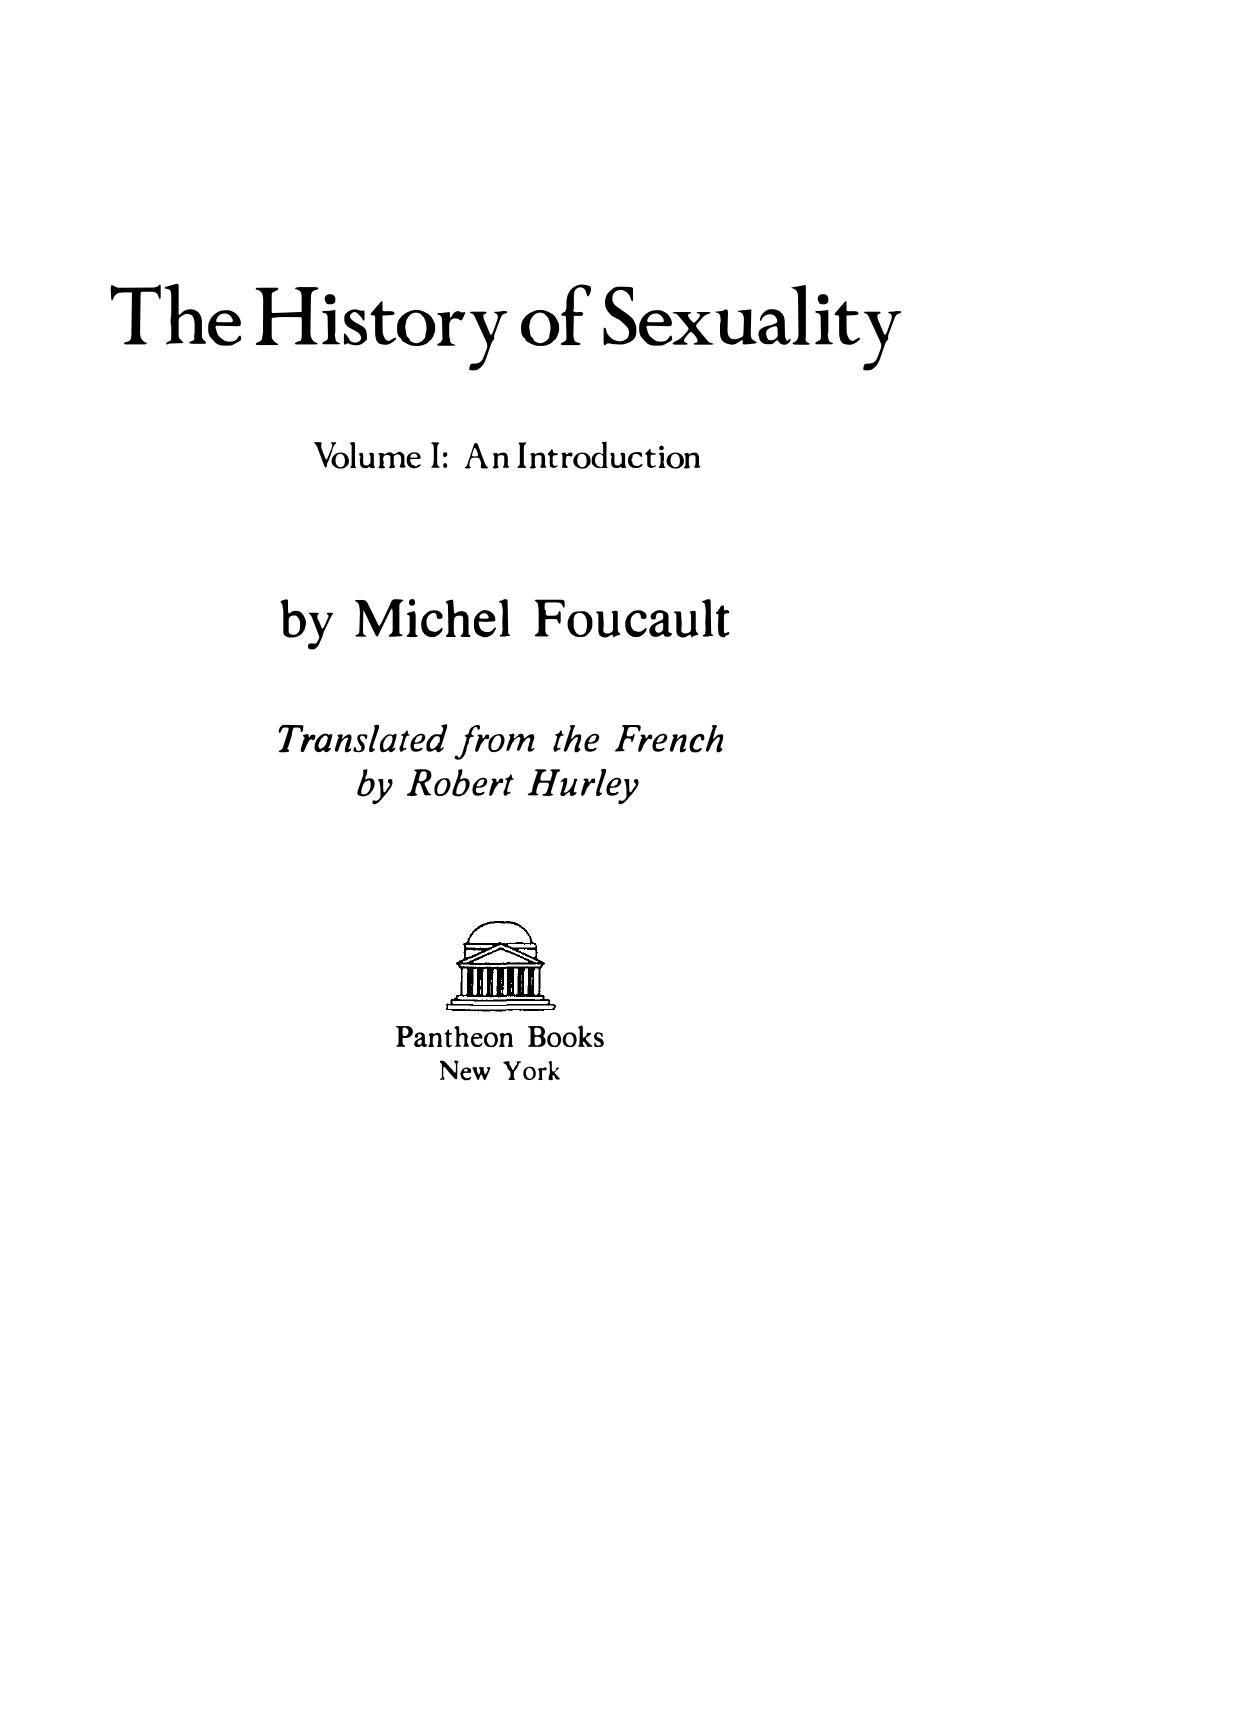 The History of Sexuality
Volume I: An Introduction
by Michel Foucault
Translated from the French
by Robert Hurley
Pantheon Books
New York